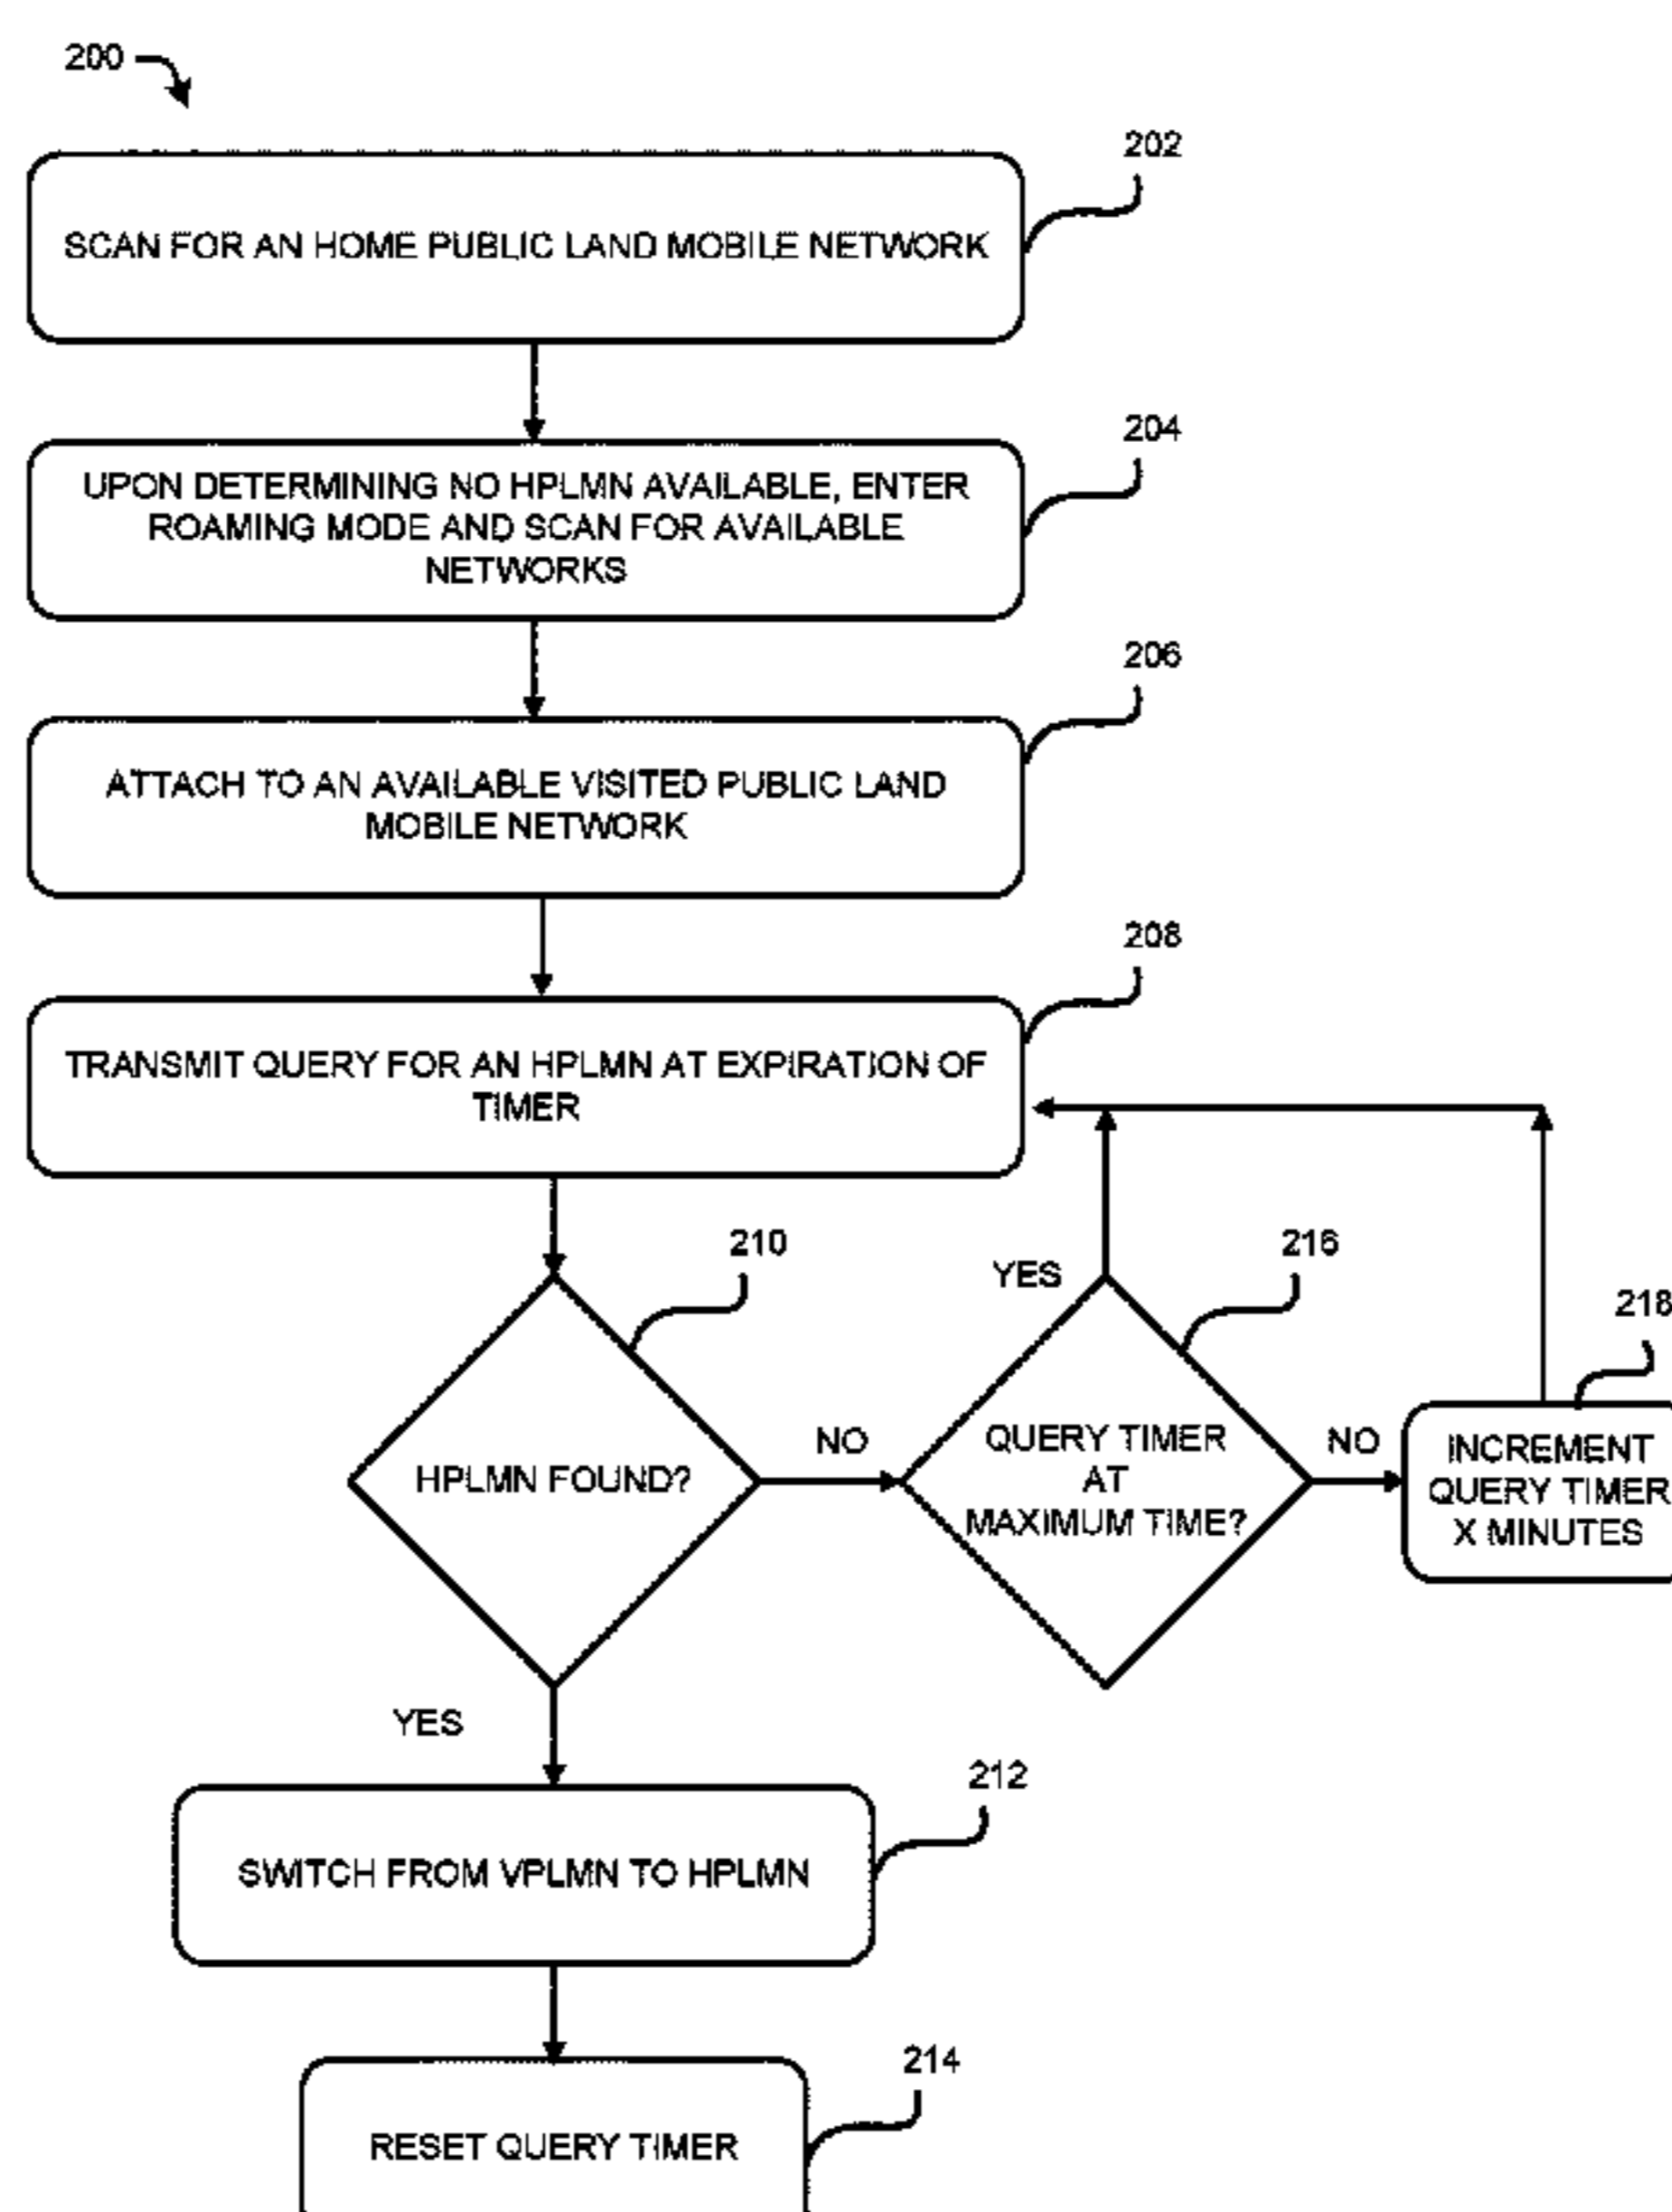 200
202
SCAN FOR AN HOME PUBLIC LAND MOBILE NETWORK
204
UPON DETERMINING NO HPLMN AVAILABLE, ENTER
ROAMING MODE AND SCAN FOR AVAILABLE
NETWORKS
206
ATTACH TO AN AVAILABLE VISITED PUBLIC LAND
MOBILE NETWORK
208
TRANSMIT QUERY FOR AN HPLMN AT EXPIRATION OF
TIMER
210
HPLMN FOUND?
NO
216
YES
QUERY TIMER
AT
MAXIMUM TIME?
NO
218
INCREMENT
QUERY TIMER
X MINUTES
YES
212
SWITCH FROM VPLMN TO HPLMN
214
RESET QUERY TIMER